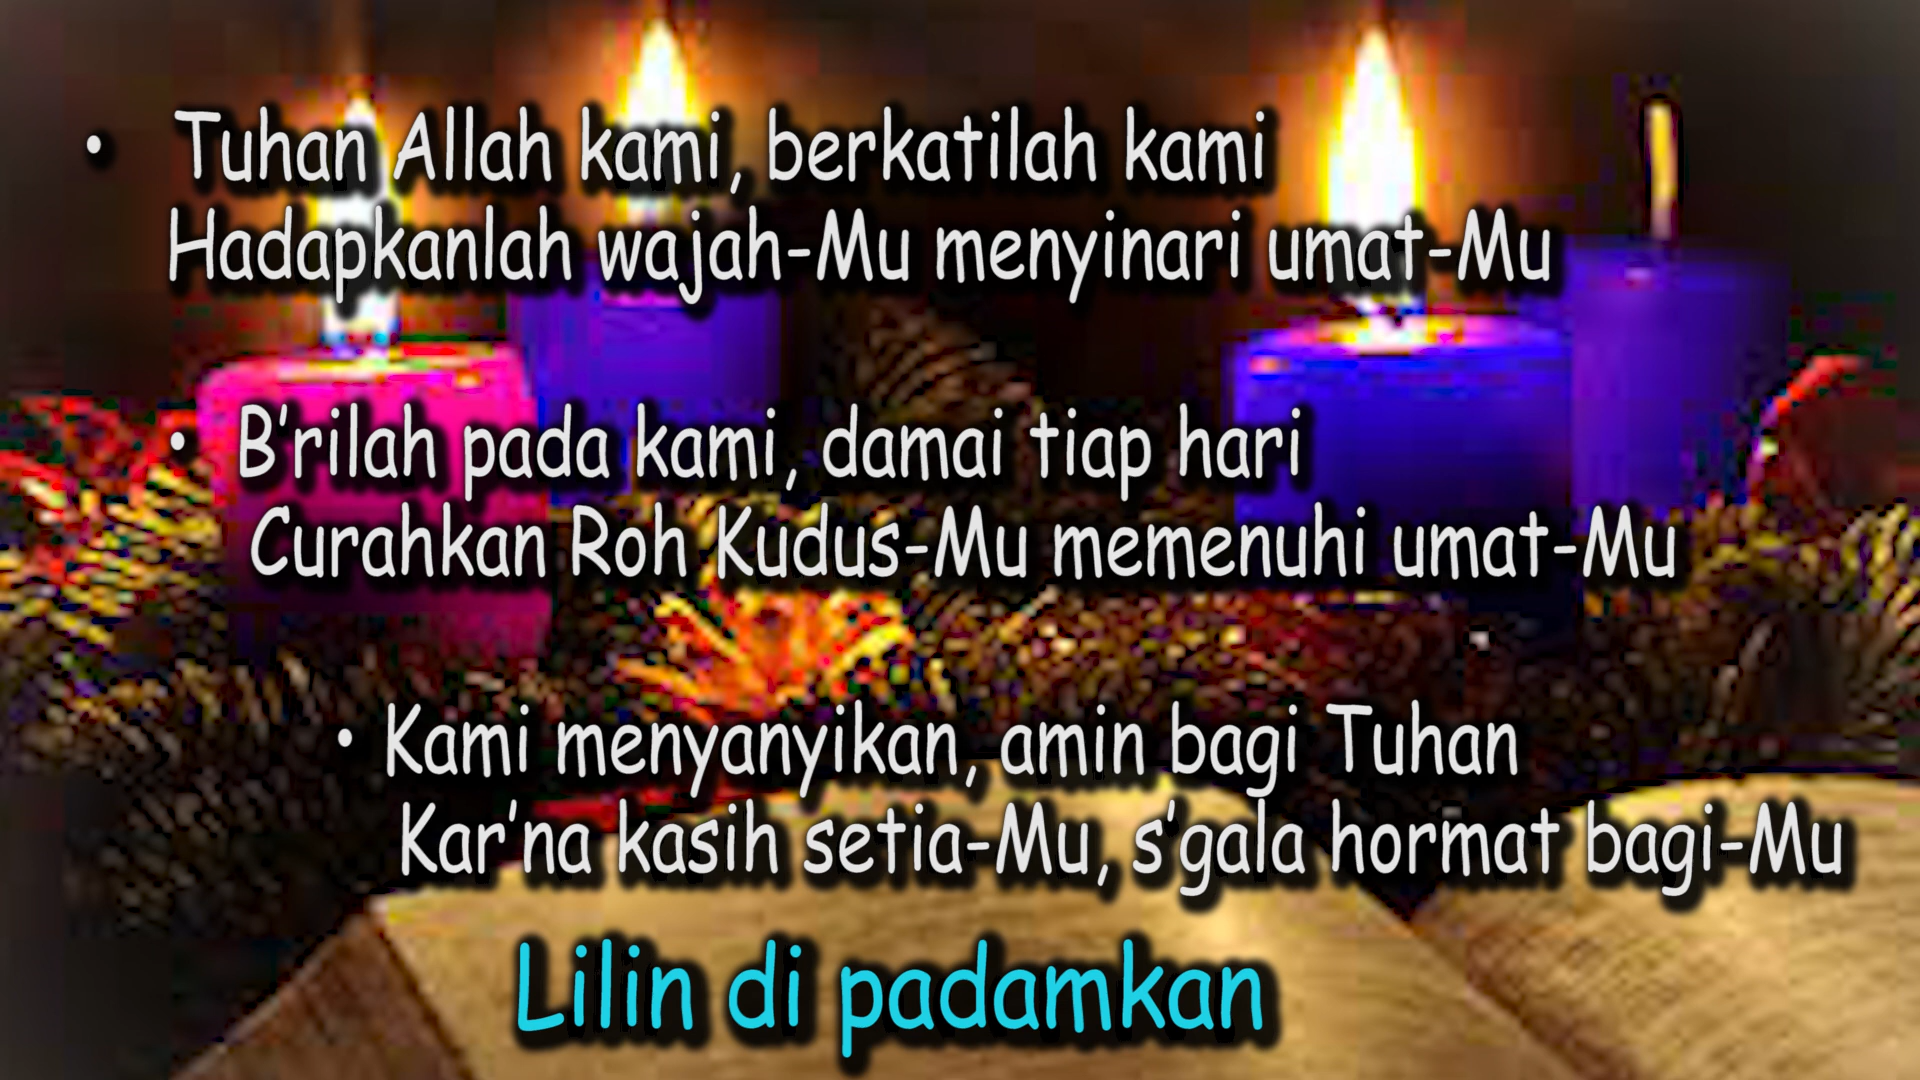 • Tuhan Allah kami, berkatilah kami
Hadapkanlah wajah-Mu menyinari umat-Mu
• B’rilah pada kami, damai tiap hari
Curahkan Roh Kudus-Mu memenuhi umat-Mu
• Kami menyanyikan, amin bagi Tuhan
Kar’na kasih setia-Mu, s’gala hormat bagi-Mu
Lilin di padamkan